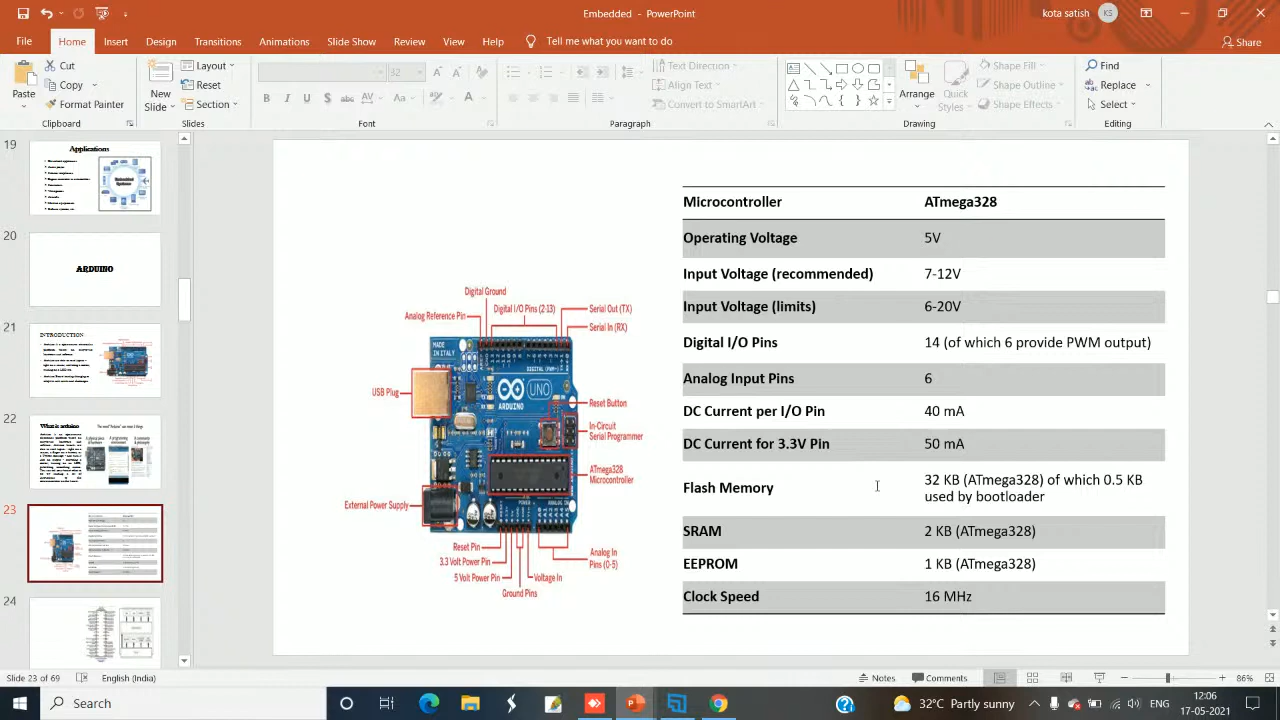 Embedded - PowerPoint
kota satish
KS
File Home Insert Design Transitions Animations Slide Show Review View Help Tell me what you want to do
Share
Paste
Cut
Copy
Format Painter
Clipboard
New
Slide
Layout
Reset
Section
Slides
32
Font
Text Direction
Align Text
Convert to SmartArt
Paragraph
Arrange
Quick
Styles
Shape Fill
Shape Outline
Shape Effects
Drawing
Find
Replace
Select
Editing
19
Applications
20
ARDUINO
21
INTRODUCTION
22
What is arduino
23
24
Digital Ground
Analog Reference Pin
Digital I/O Pins (2-13)
Serial Out (TX)
Serial In (RX)
MADE
IN ITALY
DIGITAL (PWM~)
UNO
ARDUINO
USB Plug
Reset Button
In-Circuit
Serial Programmer
ATmega328
Microcontroller
External Power Supply
POWER
ANALOG IN
Reset Pin
3.3 Volt Power Pin
5 Volt Power Pin
Ground Pins
Voltage In
Analog In
Pins (0-5)
Microcontroller ATmega328
Operating Voltage 5V
Input Voltage (recommended) 7-12V
Input Voltage (limits) 6-20V
Digital I/O Pins 14 (of which 6 provide PWM output)
Analog Input Pins 6
DC Current per I/O Pin 40 mA
DC Current for 3.3V Pin 50 mA
Flash Memory 32 KB (ATmega328) of which 0.5 KB
used by bootloader
SRAM 2 KB (ATmega328)
EEPROM 1 KB (ATmega328)
Clock Speed 16 MHz
Slide 23 of 69 English (India)
Notes Comments 86%
Search
32°C Partly sunny
ENG
12:06
17-05-2021